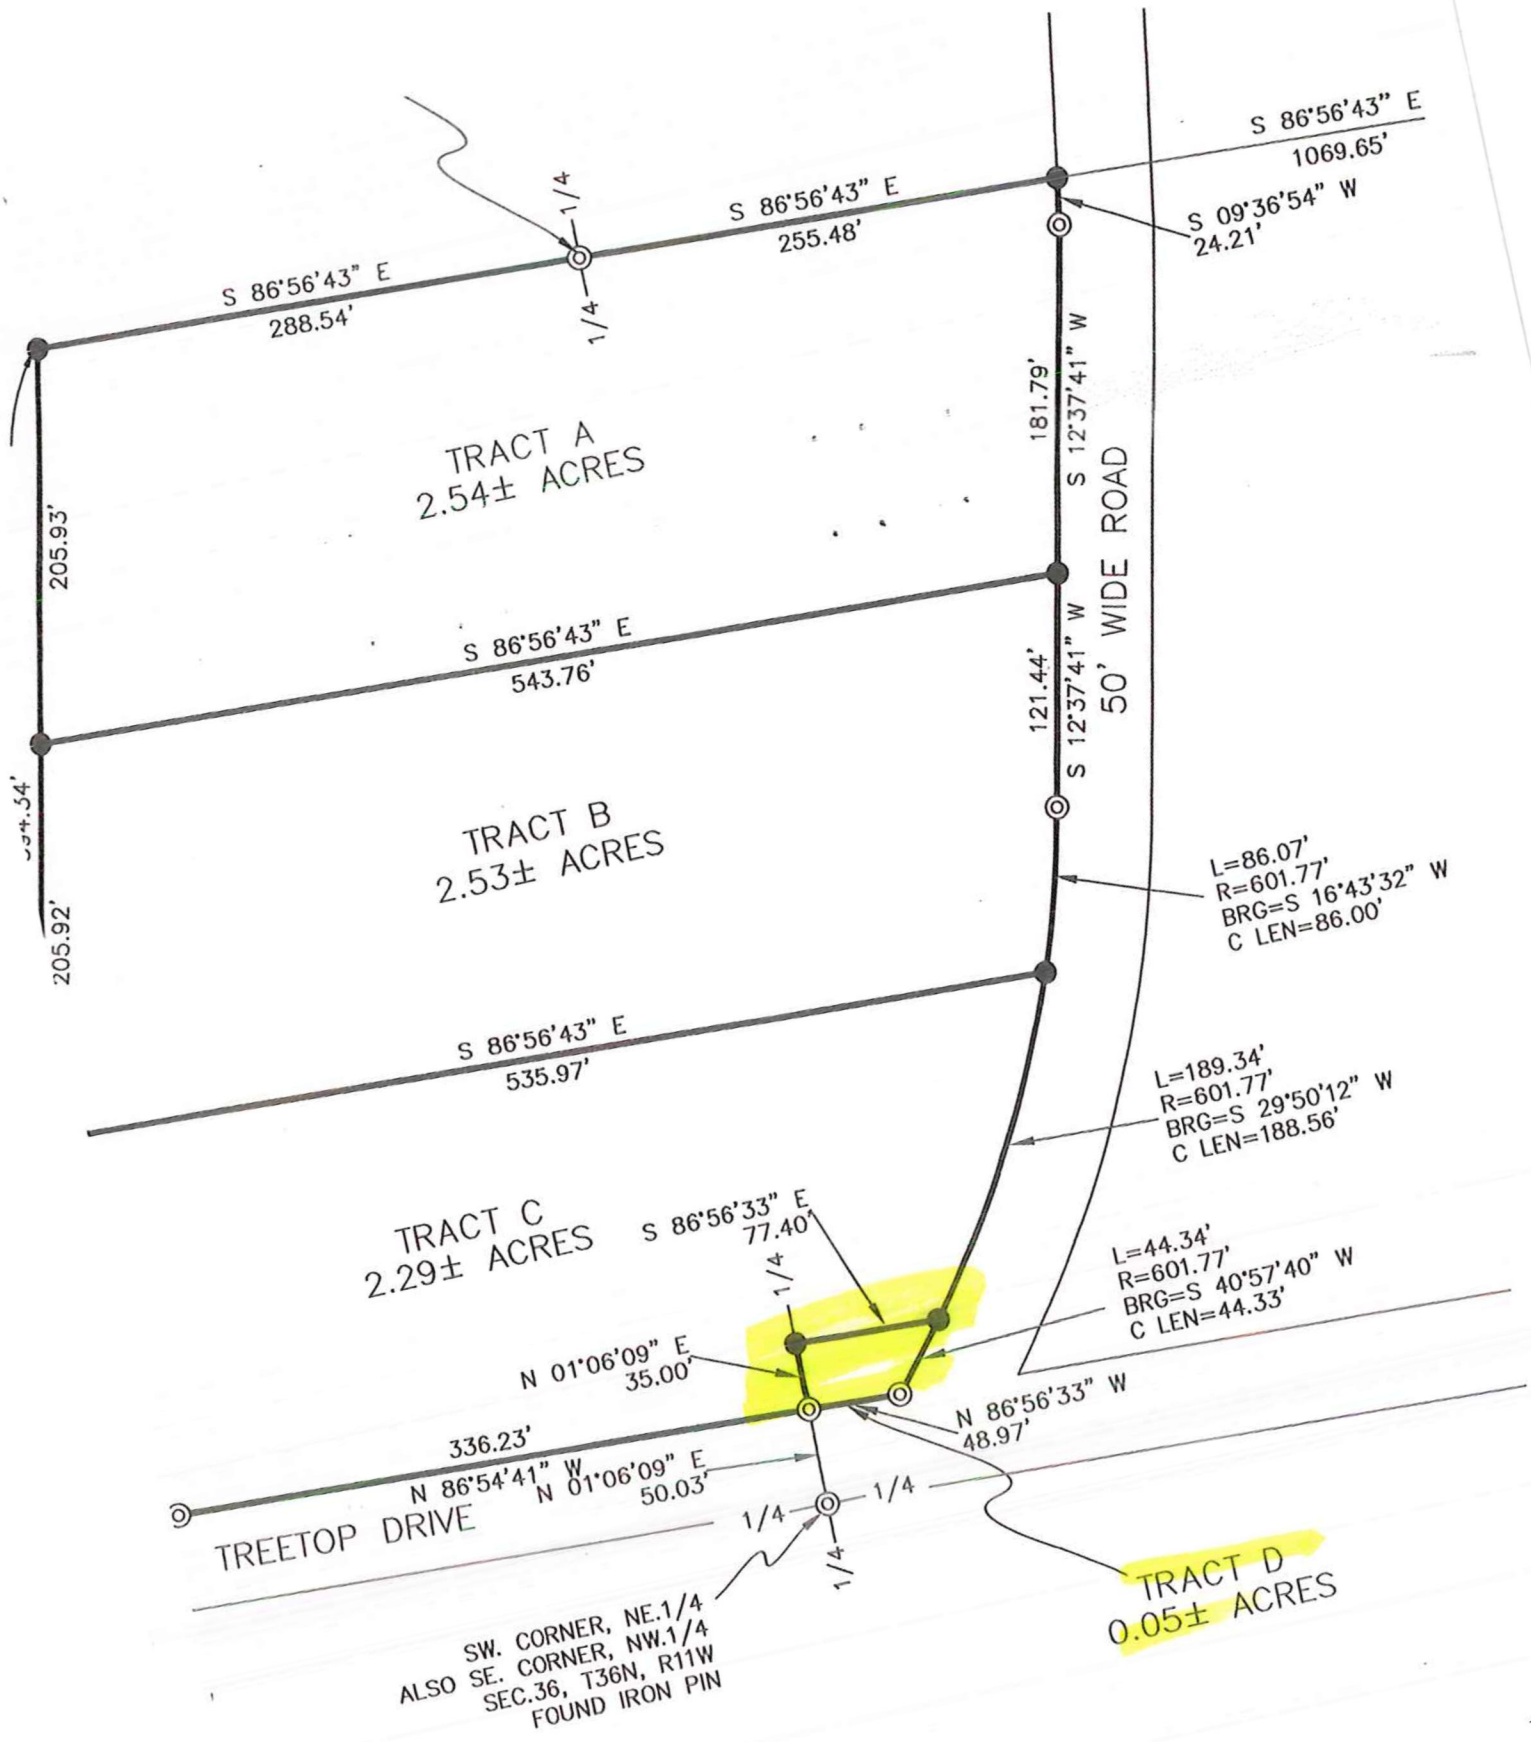 S 86°56'43" E
1069.65'
1/4
S 86°56'43" E
255.48'
S 09°36'54" W
24.21'
S 86°56'43" E
288.54'
1/4
181.79'
S 12°37'41" W
TRACT A
2.54± ACRES
205.93'
50' WIDE ROAD
S 86°56'43" E
543.76'
121.44'
S 12°37'41" W
TRACT B
2.53± ACRES
205.92'
L=86.07'
R=601.77'
BRG=S 16°43'32" W
C LEN=86.00'
S 86°56'43" E
535.97'
L=189.34'
R=601.77'
BRG=S 29°50'12" W
C LEN=188.56'
TRACT C
2.29± ACRES
S 86°56'33" E
77.40'
1/4
L=44.34'
R=601.77'
BRG=S 40°57'40" W
C LEN=44.33'
N 01°06'09" E
35.00'
N 86°56'33" W
48.97'
336.23'
N 86°54'41" W
N 01°06'09" E
50.03'
TREETOP DRIVE
1/4
1/4
1/4
TRACT D
0.05± ACRES
SW. CORNER, NE.1/4
ALSO SE. CORNER, NW.1/4
SEC.36, T36N, R11W
FOUND IRON PIN